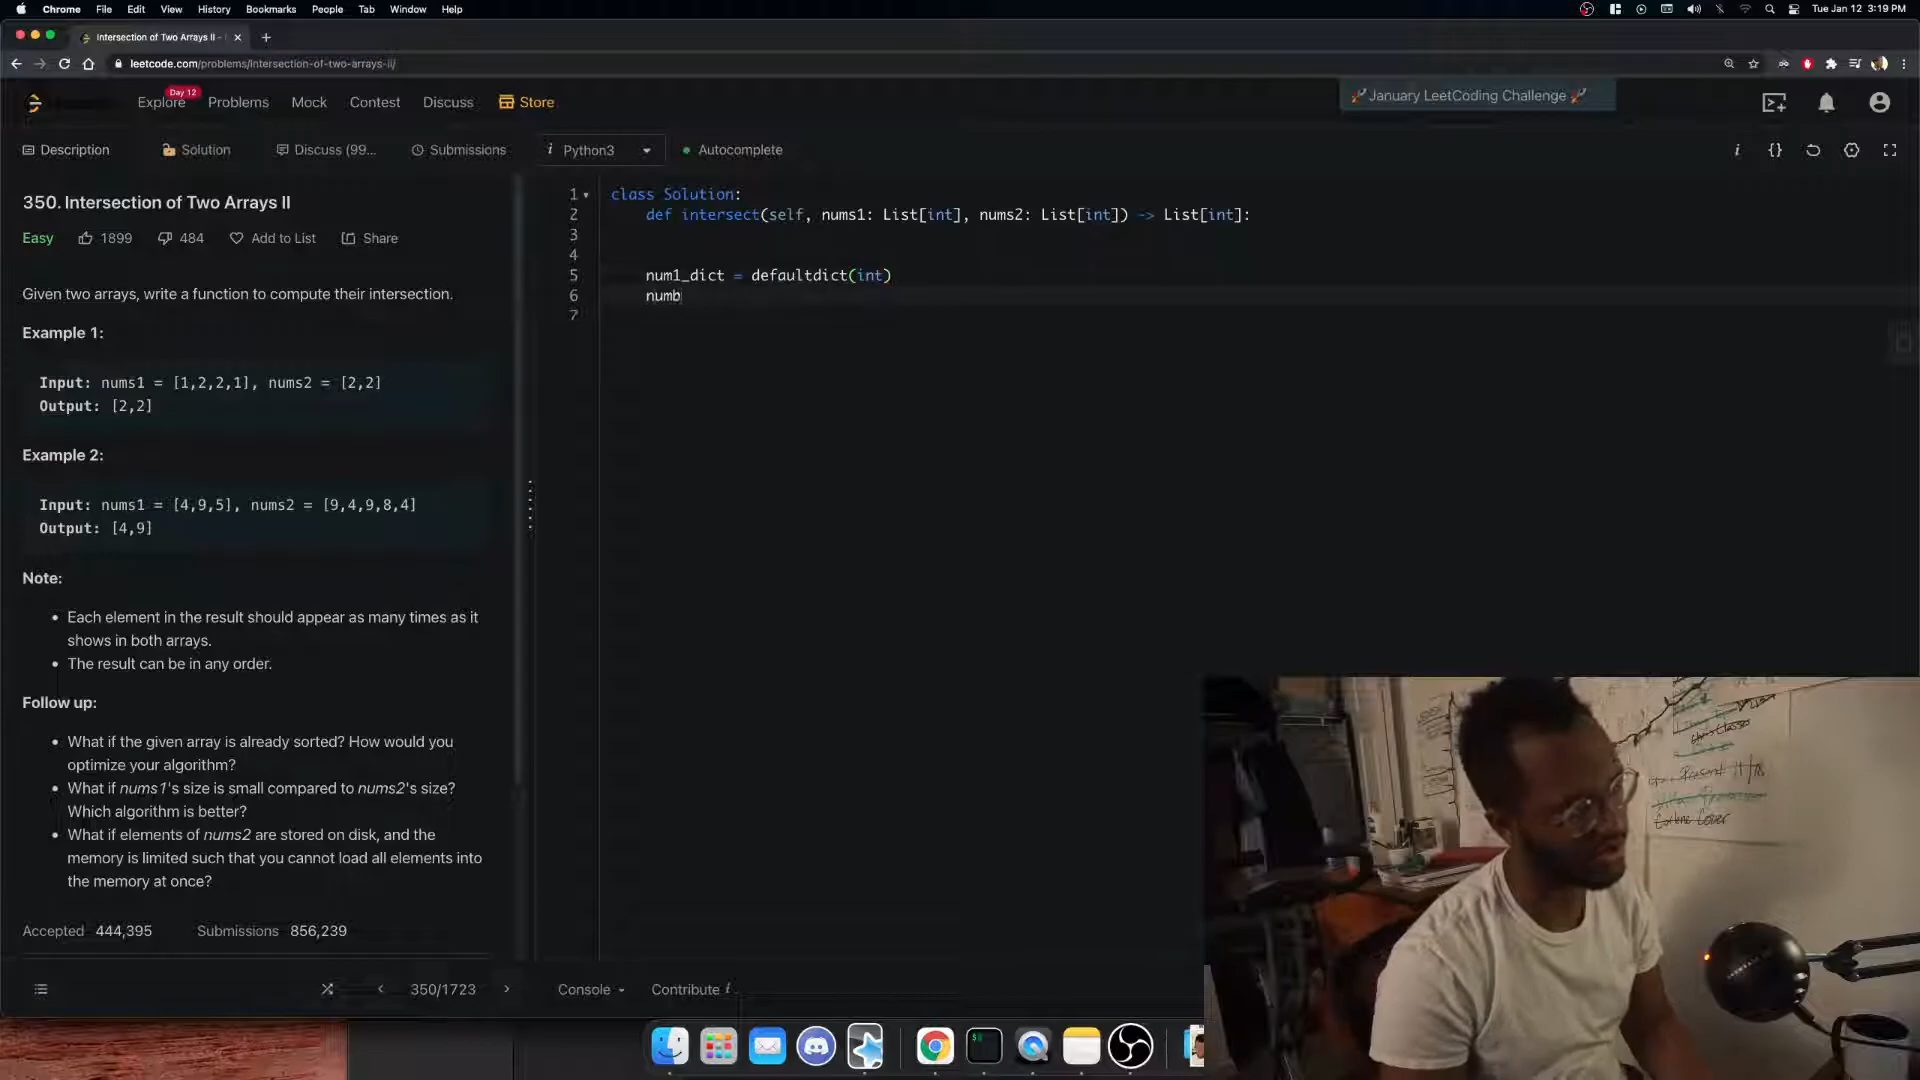 Chrome File Edit View History Bookmarks People Tab Window Help
Tue Jan 12 3:19 PM
Intersection of Two Arrays II -
leetcode.com/problems/intersection-of-two-arrays-ii/
Day 12
Explore Problems Mock Contest Discuss Store
January LeetCoding Challenge
Description Solution Discuss (99... Submissions
i Python3 Autocomplete
350. Intersection of Two Arrays II
Easy 1899 484 Add to List Share
Given two arrays, write a function to compute their intersection.
Example 1:
Input: nums1 = [1,2,2,1], nums2 = [2,2]
Output: [2,2]
Example 2:
Input: nums1 = [4,9,5], nums2 = [9,4,9,8,4]
Output: [4,9]
Note:
Each element in the result should appear as many times as it
shows in both arrays.
The result can be in any order.
Follow up:
What if the given array is already sorted? How would you
optimize your algorithm?
What if nums1's size is small compared to nums2's size?
Which algorithm is better?
What if elements of nums2 are stored on disk, and the
memory is limited such that you cannot load all elements into
the memory at once?
Accepted 444,395 Submissions 856,239
350/1723
1 class Solution:
2 def intersect(self, nums1: List[int], nums2: List[int]) -> List[int]:
3
4
5 num1_dict = defaultdict(int)
6 numb
7
Console Contribute i